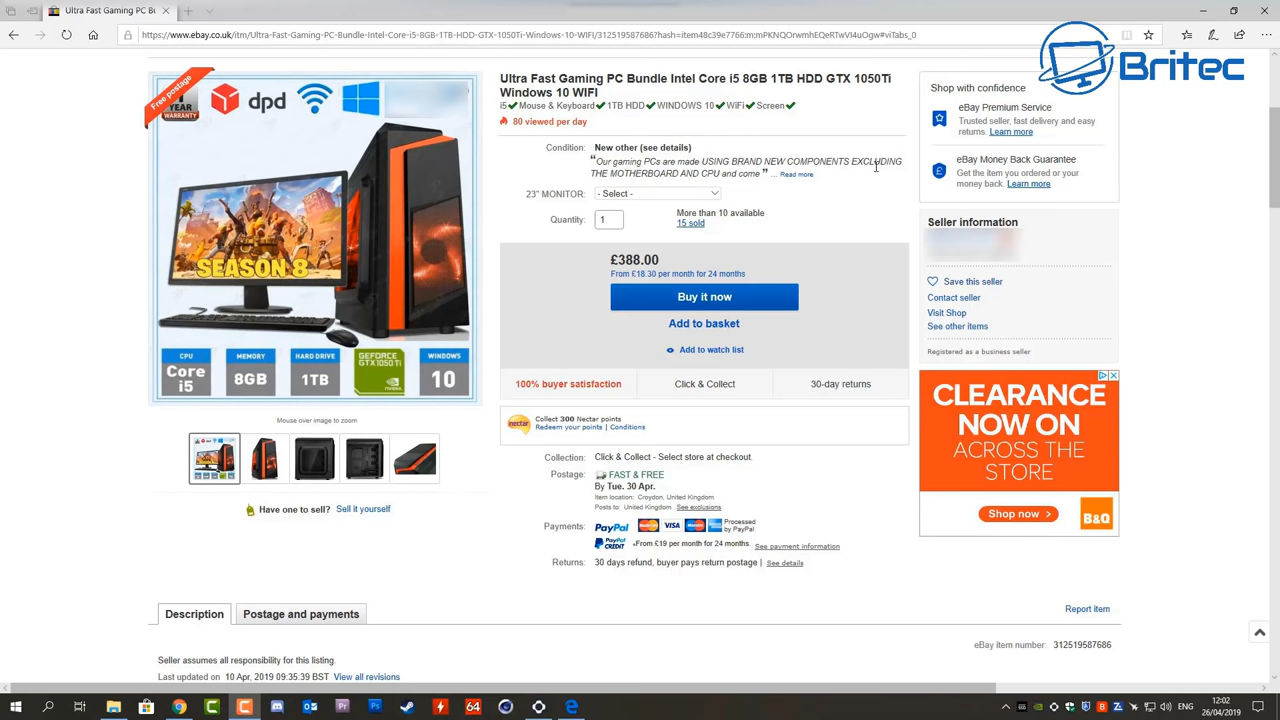 Ultra Fast Gaming PC Bi
https://www.ebay.co.uk/itm/Ultra-Fast-Gaming-PC-Bundle-Intel-Core-i5-8GB-1TB-HDD-GTX-1050Ti-Windows-10-WIFI/312519587686?hash=item48c39e7766:m:mPKNQOrwmhEQeRTwVI4uOgw#viTabs_0
Britec
Free postage
YEAR
WARRANTY
dpd
SEASON 8
CPU
Core i5
MEMORY
8GB
HARD DRIVE
1TB
GEFORCE
GTX1050 Ti
NVIDIA
WINDOWS
10
Mouse over image to zoom
Have one to sell? Sell it yourself
Ultra Fast Gaming PC Bundle Intel Core i5 8GB 1TB HDD GTX 1050Ti
Windows 10 WIFI
i5✔Mouse & Keyboard✔1TB HDD✔WINDOWS 10✔WiFi✔Screen✔
80 viewed per day
Condition: New other (see details)
“Our gaming PCs are made USING BRAND NEW COMPONENTS EXCLUDING
THE MOTHERBOARD AND CPU and come ” ... Read more
23" MONITOR: - Select -
Quantity: 1 More than 10 available
15 sold
£388.00
From £18.30 per month for 24 months
Buy it now
Add to basket
Add to watch list
100% buyer satisfaction Click & Collect 30-day returns
nectar
Collect 300 Nectar points
Redeem your points | Conditions
Collection: Click & Collect - Select store at checkout.
Postage: FAST & FREE
By Tue. 30 Apr.
Item location: Croydon, United Kingdom
Posts to: United Kingdom See exclusions
Payments: PayPal VISA Processed by PayPal
PayPal CREDIT *From £19 per month for 24 months. See payment information
Returns: 30 days refund, buyer pays return postage | See details
Shop with confidence
eBay Premium Service
Trusted seller, fast delivery and easy
returns. Learn more
eBay Money Back Guarantee
Get the item you ordered or your
money back. Learn more
Seller information
Save this seller
Contact seller
Visit Shop
See other items
Registered as a business seller
CLEARANCE
NOW ON
ACROSS THE
STORE
Shop now >
B&Q
Description Postage and payments
Report item
eBay item number: 312519587686
Seller assumes all responsibility for this listing.
Last updated on 10 Apr, 2019 09:35:39 BST View all revisions
Pr
Ps
64
ENG
12:02
26/04/2019